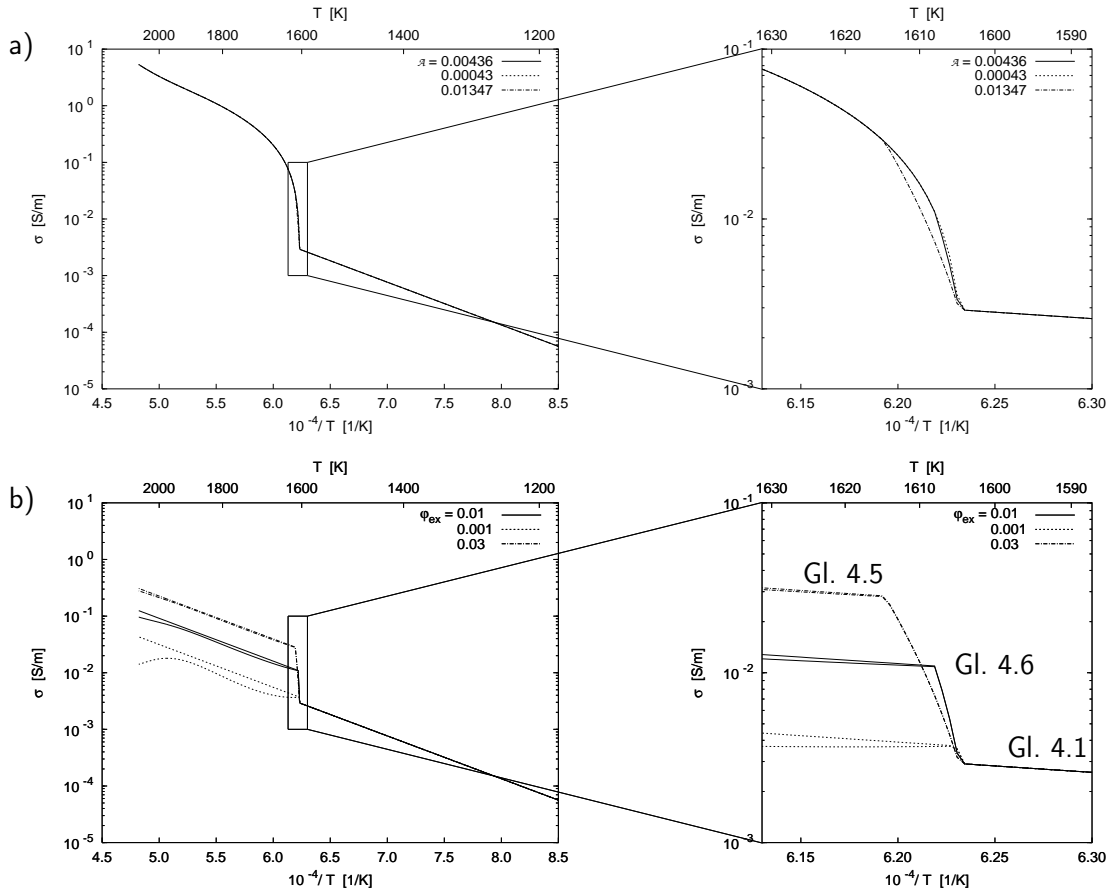 a)
T [K]
2000 1800 1600 1400 1200
10^1
10^0
10^-1
10^-2
10^-3
10^-4
10^-5
σ [S/m]
𝒜 = 0.00436
0.00043
0.01347
4.5 5.0 5.5 6.0 6.5 7.0 7.5 8.0 8.5
10^-4/ T [1/K]
T [K]
1630 1620 1610 1600 1590
10^-1
10^-2
10^-3
σ [S/m]
𝒜 = 0.00436
0.00043
0.01347
6.15 6.20 6.25 6.30
10^-4/ T [1/K]
b)
T [K]
2000 1800 1600 1400 1200
10^1
10^0
10^-1
10^-2
10^-3
10^-4
10^-5
σ [S/m]
φex = 0.01
0.001
0.03
4.5 5.0 5.5 6.0 6.5 7.0 7.5 8.0 8.5
10^-4/ T [1/K]
T [K]
1630 1620 1610 1600 1590
10^-1
10^-2
10^-3
σ [S/m]
φex = 0.01
0.001
0.03
Gl. 4.5
Gl. 4.6
Gl. 4.1
6.15 6.20 6.25 6.30
10^-4/ T [1/K]